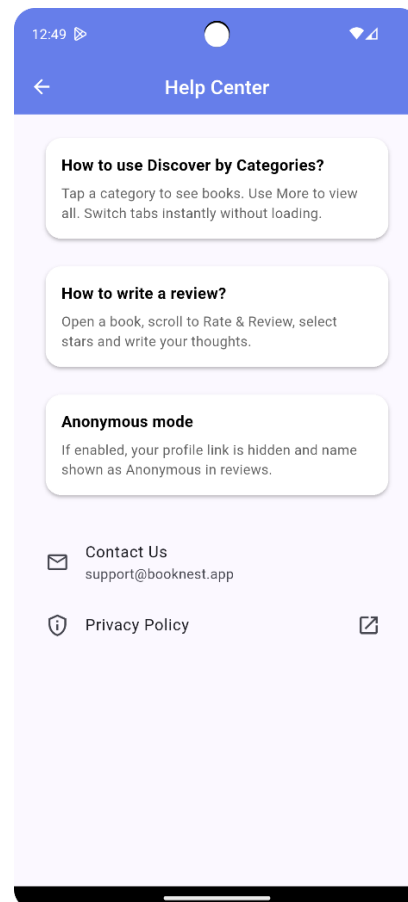 12:49
Help Center
How to use Discover by Categories?
Tap a category to see books. Use More to view
all. Switch tabs instantly without loading.
How to write a review?
Open a book, scroll to Rate & Review, select
stars and write your thoughts.
Anonymous mode
If enabled, your profile link is hidden and name
shown as Anonymous in reviews.
Contact Us
support@booknest.app
Privacy Policy